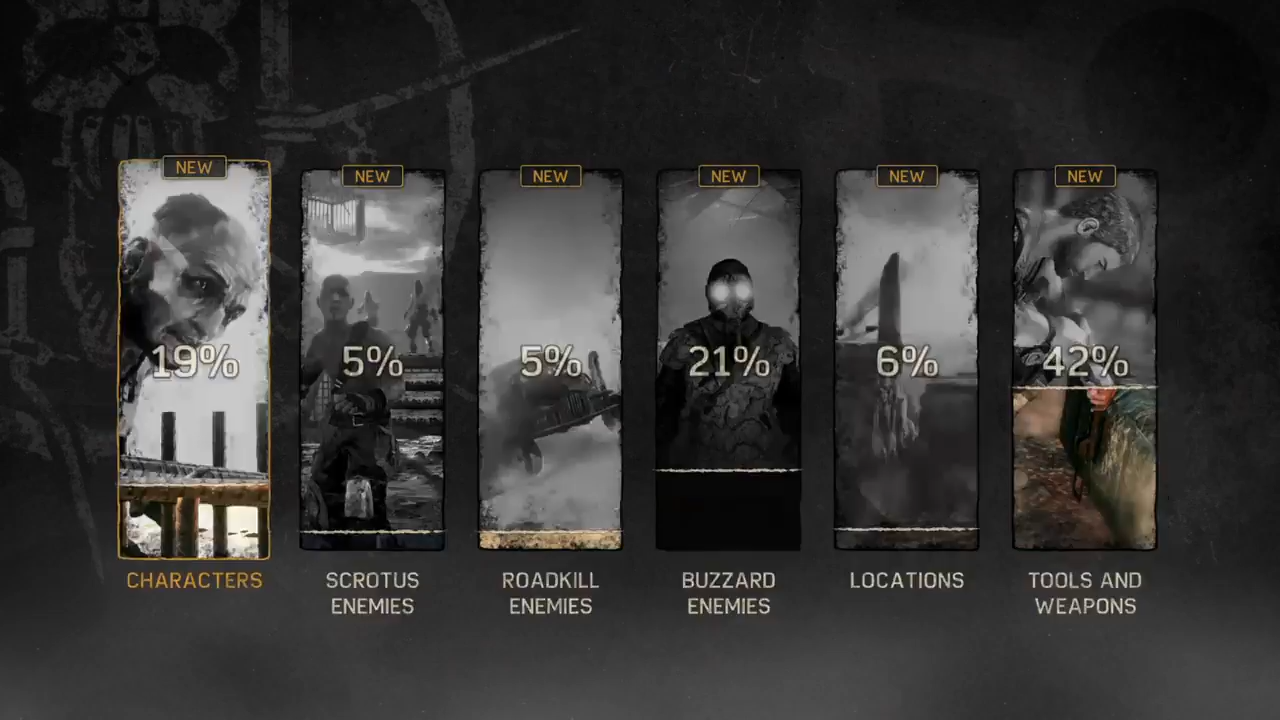 NEW
NEW
NEW
NEW
NEW
NEW
19%
5%
5%
21%
6%
42%
CHARACTERS
SCROTUS
ENEMIES
ROADKILL
ENEMIES
BUZZARD
ENEMIES
LOCATIONS
TOOLS AND
WEAPONS